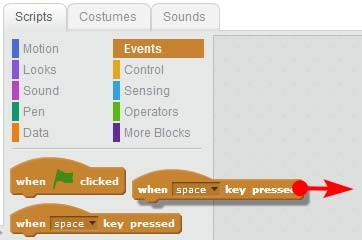 Scripts Costumes Sounds
Motion Events
Looks Control
Sound Sensing
Pen Operators
Data More Blocks
when clicked
when space key pressed
when space key pressed